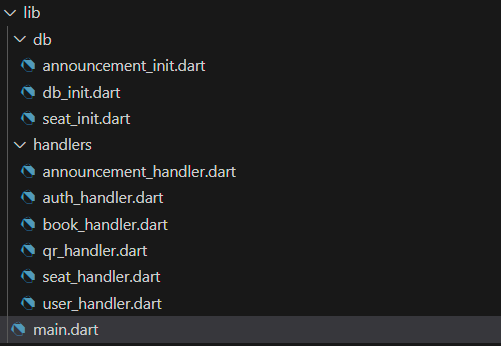 lib
db
announcement_init.dart
db_init.dart
seat_init.dart
handlers
announcement_handler.dart
auth_handler.dart
book_handler.dart
qr_handler.dart
seat_handler.dart
user_handler.dart
main.dart